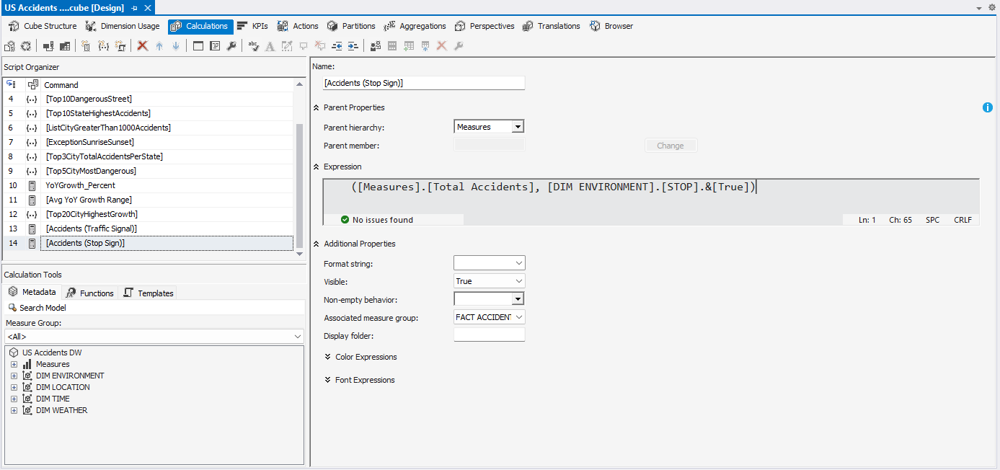 US Accidents ....cube [Design]
Cube Structure Dimension Usage Calculations KPIs Actions Partitions Aggregations Perspectives Translations Browser
Script Organizer
Command
4 [Top10DangerousStreet]
5 [Top10StateHighestAccidents]
6 [ListCityGreaterThan1000Accidents]
7 [ExceptionSunriseSunset]
8 [Top3CityTotalAccidentsPerState]
9 [Top5CityMostDangerous]
10 YoYGrowth_Percent
11 [Avg YoY Growth Range]
12 [Top20CityHighestGrowth]
13 [Accidents (Traffic Signal)]
14 [Accidents (Stop Sign)]
Calculation Tools
Metadata Functions Templates
Search Model
Measure Group:
<All>
US Accidents DW
Measures
DIM ENVIRONMENT
DIM LOCATION
DIM TIME
DIM WEATHER
Name:
[Accidents (Stop Sign)]
Parent Properties
Parent hierarchy: Measures
Parent member: Change
Expression
([Measures].[Total Accidents], [DIM ENVIRONMENT].[STOP].&[True])
No issues found Ln: 1 Ch: 65 SPC CRLF
Additional Properties
Format string:
Visible: True
Non-empty behavior:
Associated measure group: FACT ACCIDENT
Display folder:
Color Expressions
Font Expressions